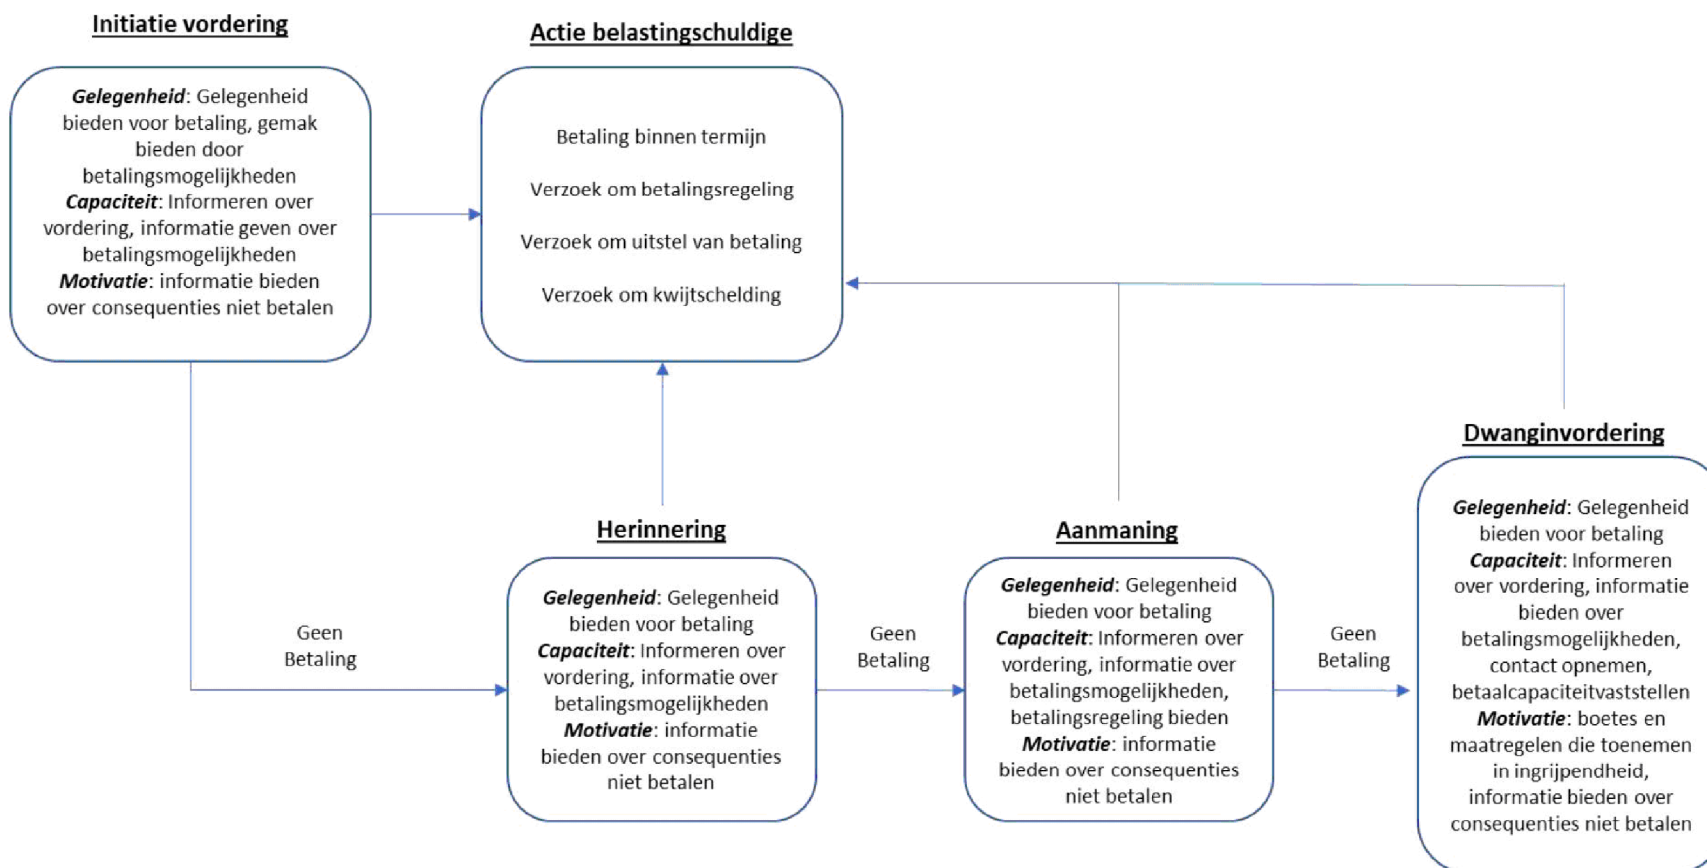 Initiatie vordering
Gelegenheid: Gelegenheid
bieden voor betaling, gemak
bieden door
betalingsmogelijkheden
Capaciteit: Informeren over
vordering, informatie geven over
betalingsmogelijkheden
Motivatie: informatie bieden
over consequenties niet betalen
Actie belastingschuldige
Betaling binnen termijn
Verzoek om betalingsregeling
Verzoek om uitstel van betaling
Verzoek om kwijtschelding
Geen
Betaling
Herinnering
Gelegenheid: Gelegenheid
bieden voor betaling
Capaciteit: Informeren over
vordering, informatie over
betalingsmogelijkheden
Motivatie: informatie
bieden over consequenties
niet betalen
Geen
Betaling
Aanmaning
Gelegenheid: Gelegenheid
bieden voor betaling
Capaciteit: Informeren over
vordering, informatie over
betalingsmogelijkheden,
betalingsregeling bieden
Motivatie: informatie
bieden over consequenties
niet betalen
Geen
Betaling
Dwanginvordering
Gelegenheid: Gelegenheid
bieden voor betaling
Capaciteit: Informeren
over vordering, informatie
bieden over
betalingsmogelijkheden,
contact opnemen,
betaalcapaciteitvaststellen
Motivatie: boetes en
maatregelen die toenemen
in ingrijpendheid,
informatie bieden over
consequenties niet betalen